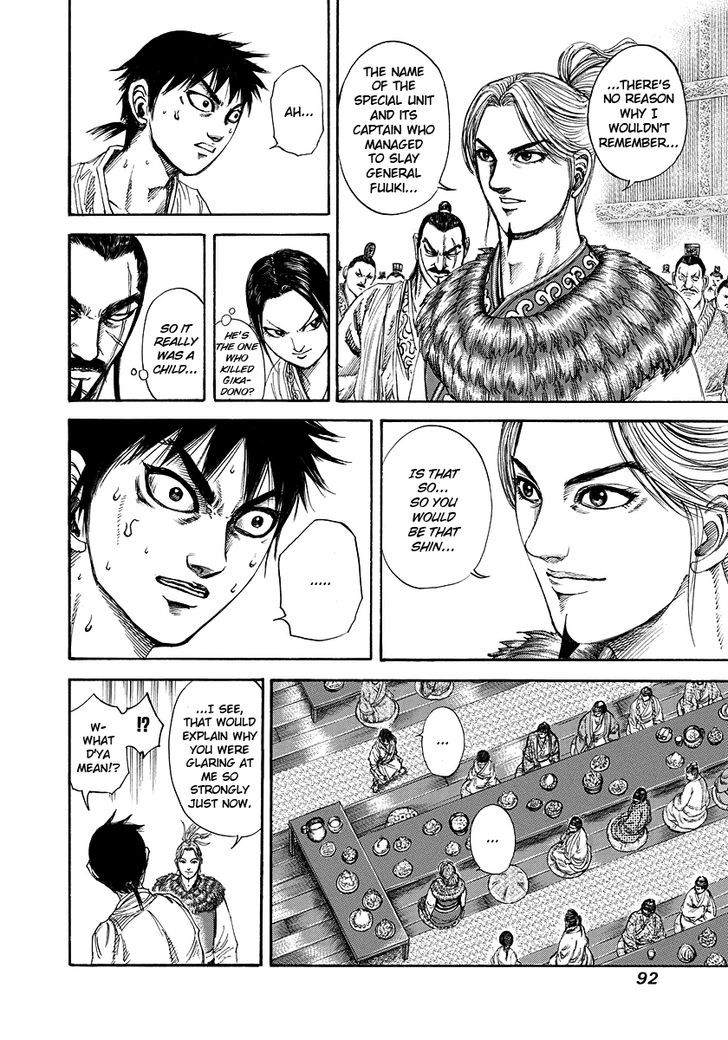 ...THERE'S
NO REASON
WHY I
WOULDN'T
REMEMBER...
THE NAME
OF THE
SPECIAL UNIT
AND ITS
CAPTAIN WHO
MANAGED
TO SLAY
GENERAL
FUUKI...
AH...
HE'S
THE ONE
WHO
KILLED
GIKA-
DONO?
SO IT
REALLY
WAS A
CHILD...
IS THAT
SO...
SO YOU
WOULD
BE THAT
SHIN...
.....
...
...
...I SEE,
THAT WOULD
EXPLAIN WHY
YOU WERE
GLARING AT
ME SO
STRONGLY
JUST NOW.
!?
W-
WHAT
D'YA
MEAN!?
92